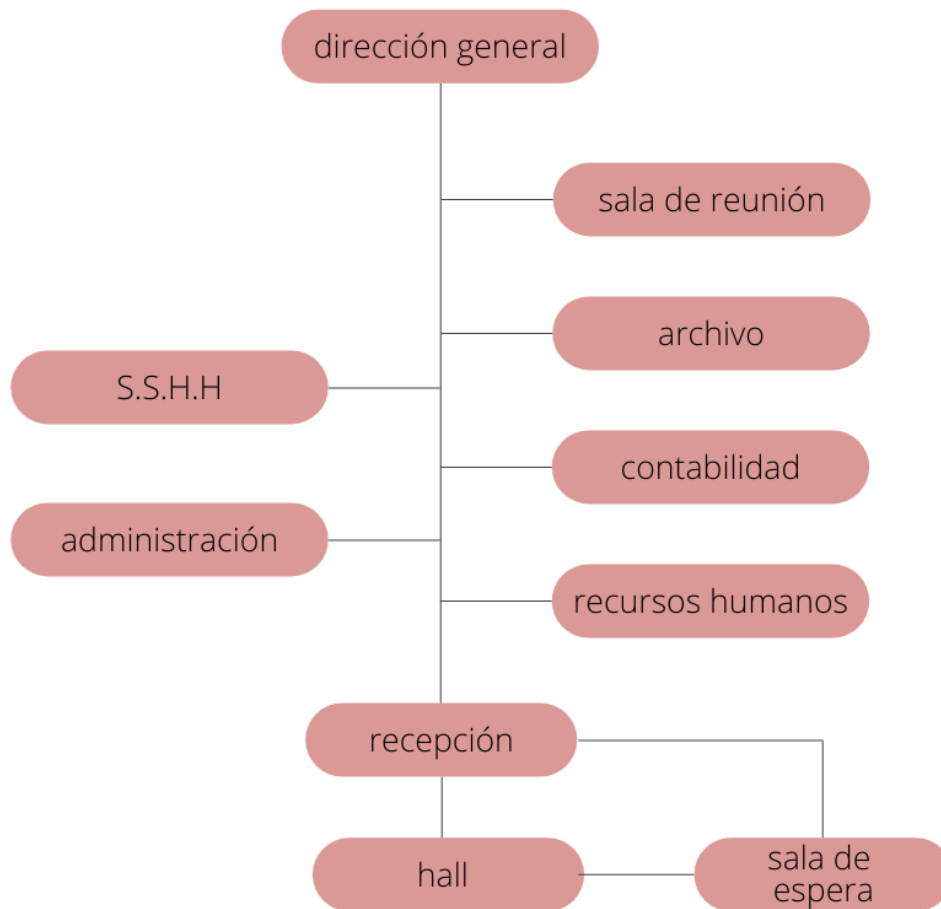 dirección general
sala de reunión
archivo
S.S.H.H
contabilidad
administración
recursos humanos
recepción
hall
sala de
espera